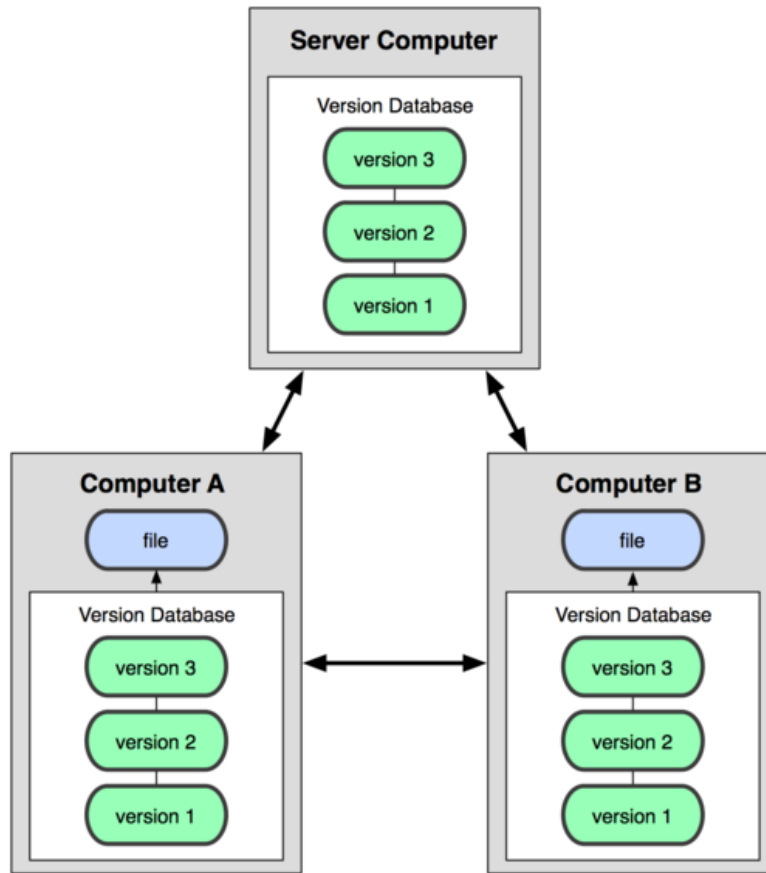 Server Computer
Version Database
version 3
version 2
version 1
Computer A
file
Version Database
version 3
version 2
version 1
Computer B
file
Version Database
version 3
version 2
version 1